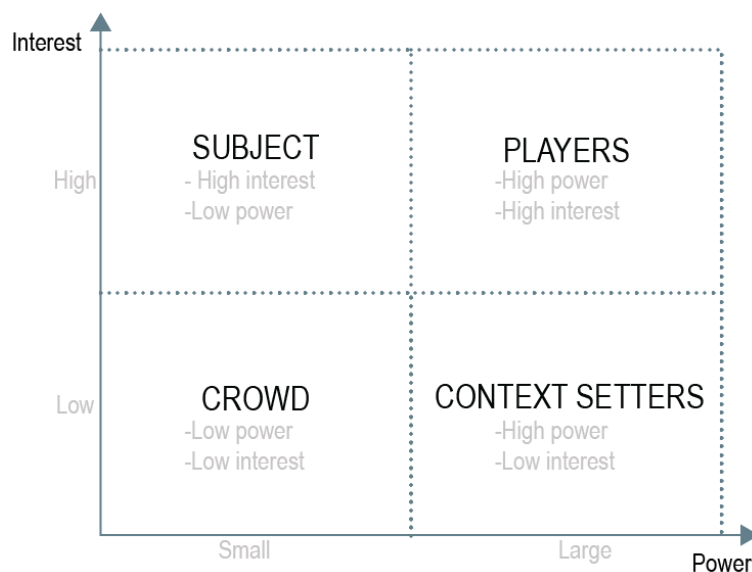 Interest
SUBJECT
- High interest
-Low power
PLAYERS
-High power
-High interest
High
CROWD
-Low power
-Low interest
CONTEXT SETTERS
-High power
-Low interest
Low
Small
Large
Power